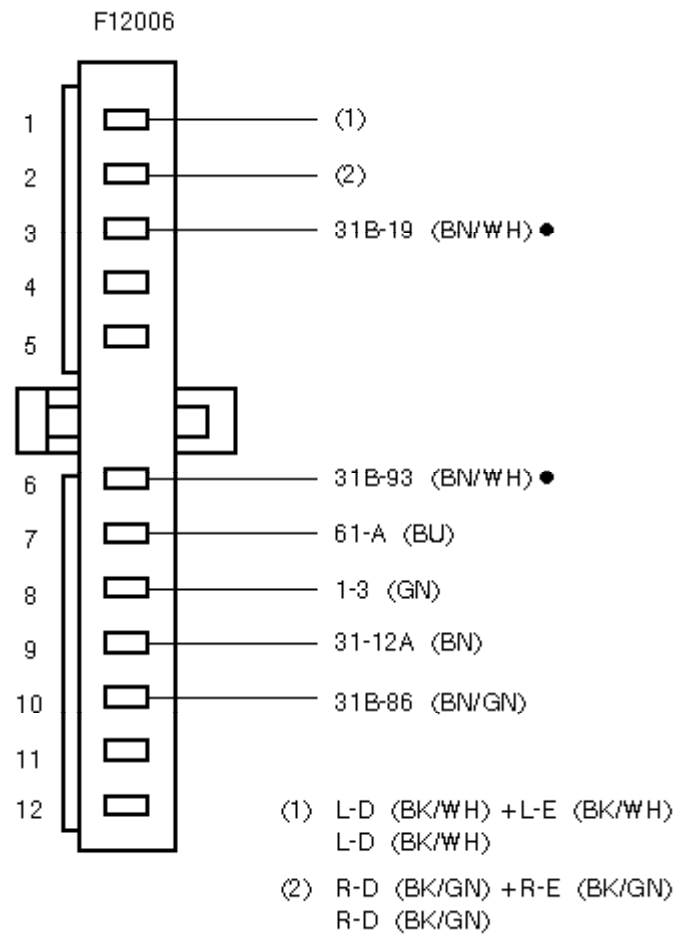 F12006
1 (1)
2 (2)
3 31B-19 (BN/WH) ●
4
5
6 31B-93 (BN/WH) ●
7 61-A (BU)
8 1-3 (GN)
9 31-12A (BN)
10 31B-86 (BN/GN)
11
12
(1) L-D (BK/WH) +L-E (BK/WH)
L-D (BK/WH)
(2) R-D (BK/GN) +R-E (BK/GN)
R-D (BK/GN)